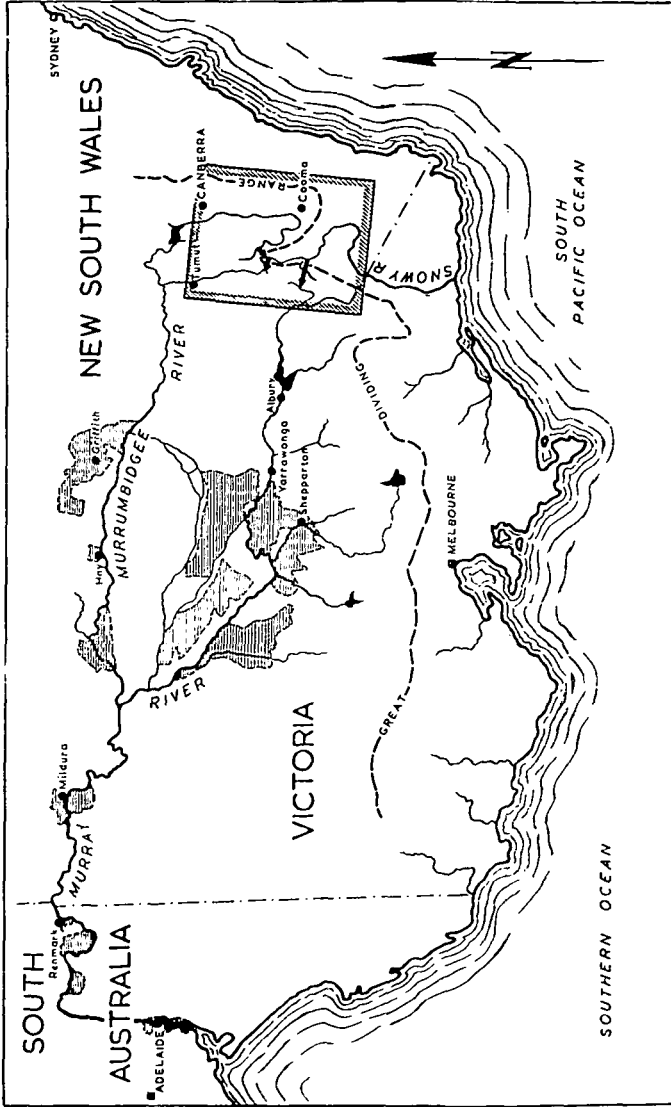 SYDNEY
NEW SOUTH WALES
CANBERRA
RANGE
Cooma
Tumut
RIVER
MURRUMBIDGEE
Griffith
Hay
Albury
Yarrawonga
Shepparton
SNOWY R.
DIVIDING
GREAT
MELBOURNE
RIVER
VICTORIA
Mildura
MURRAY
Renmark
SOUTH
AUSTRALIA
ADELAIDE
N
SOUTH
PACIFIC OCEAN
SOUTHERN OCEAN